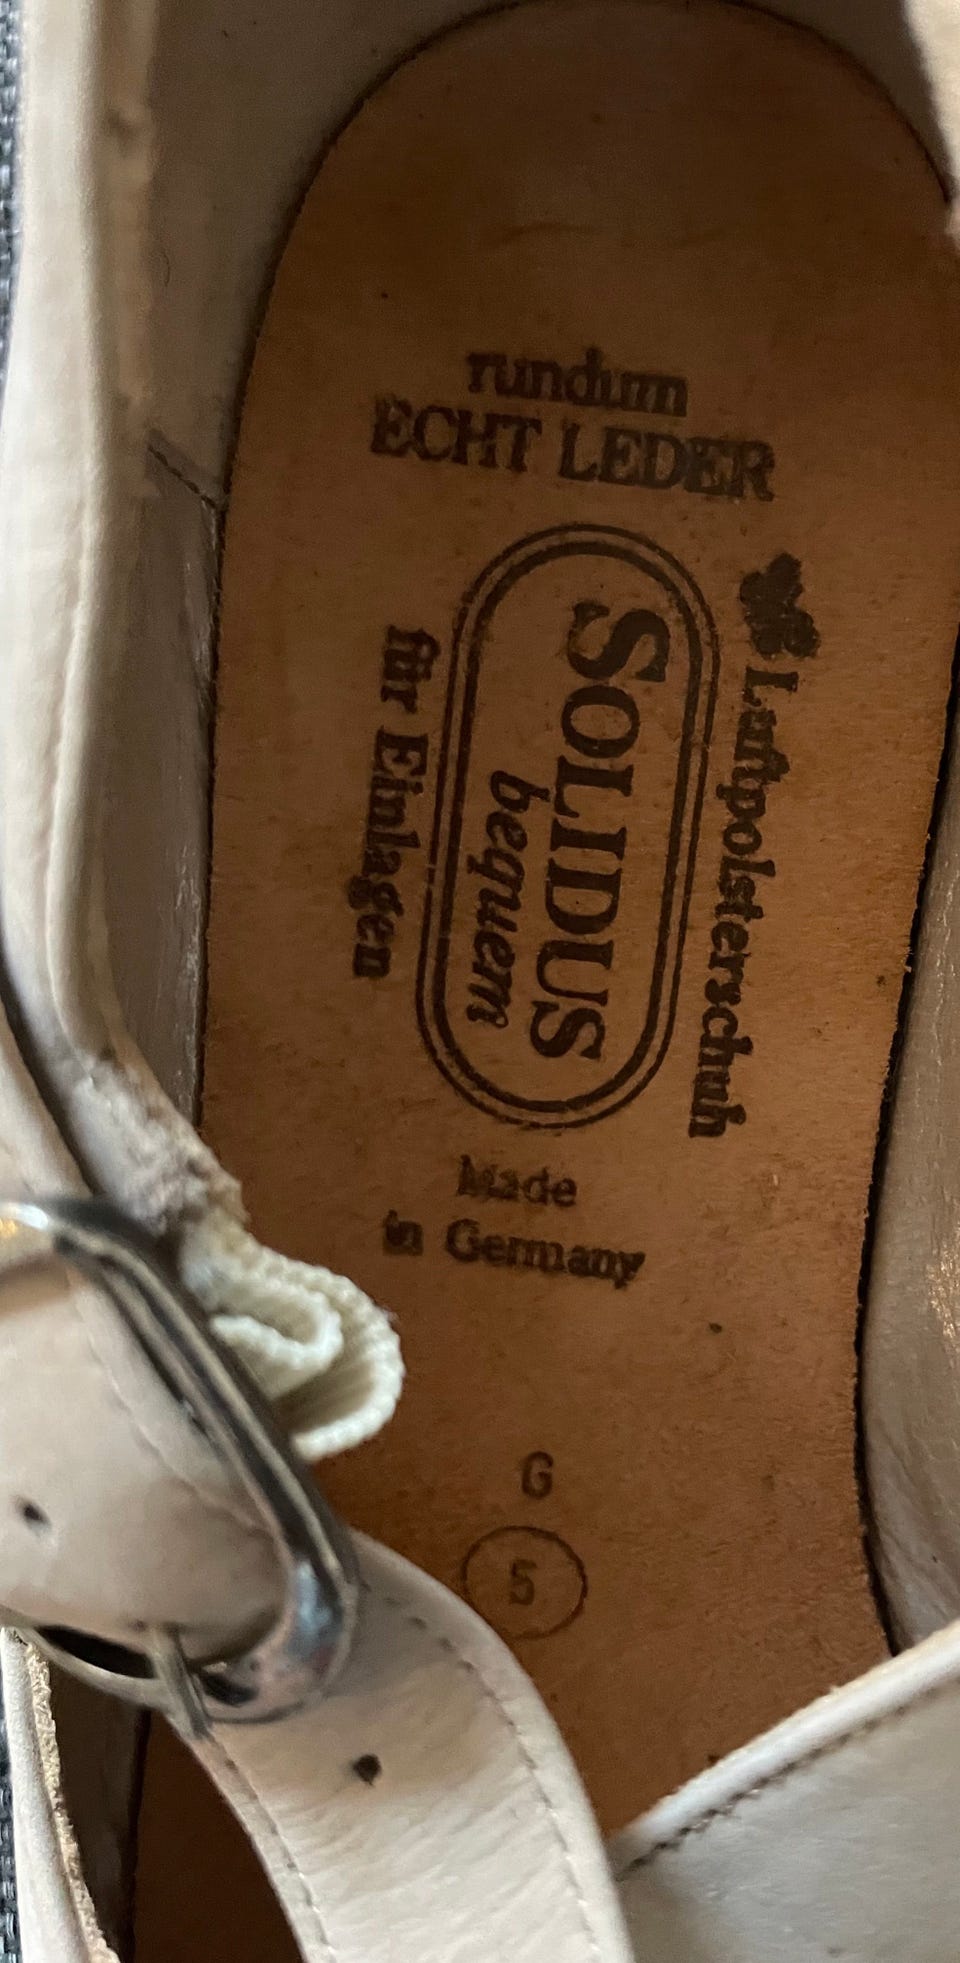 rundum
ECHT LEDER
Luftpolsterschuh
SOLIDUS
bequem
für Einlagen
Made
in Germany
G
5